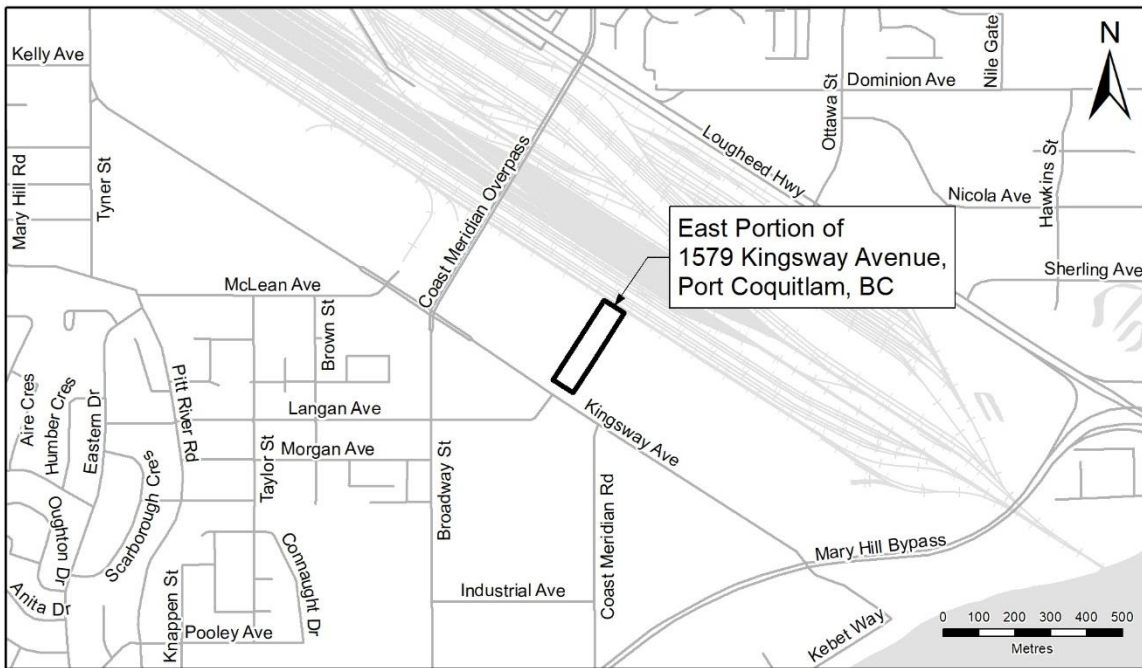 Kelly Ave
Mary Hill Rd
Tyner St
Coast Meridian Overpass
Lougheed Hwy
Ottawa St
Dominion Ave
Nile Gate
N
Hawkins St
Nicola Ave
Sherling Ave
East Portion of
1579 Kingsway Avenue,
Port Coquitlam, BC
McLean Ave
Brown St
Aire Cres
Humber Cres
Eastern Dr
Pitt River Rd
Langan Ave
Kingsway Ave
Morgan Ave
Taylor St
Broadway St
Coast Meridian Rd
Scarborough Cres
Oughton Dr
Anita Dr
Knappen St
Connaught Dr
Pooley Ave
Industrial Ave
Mary Hill Bypass
Kebet Way
0 100 200 300 400 500
Metres